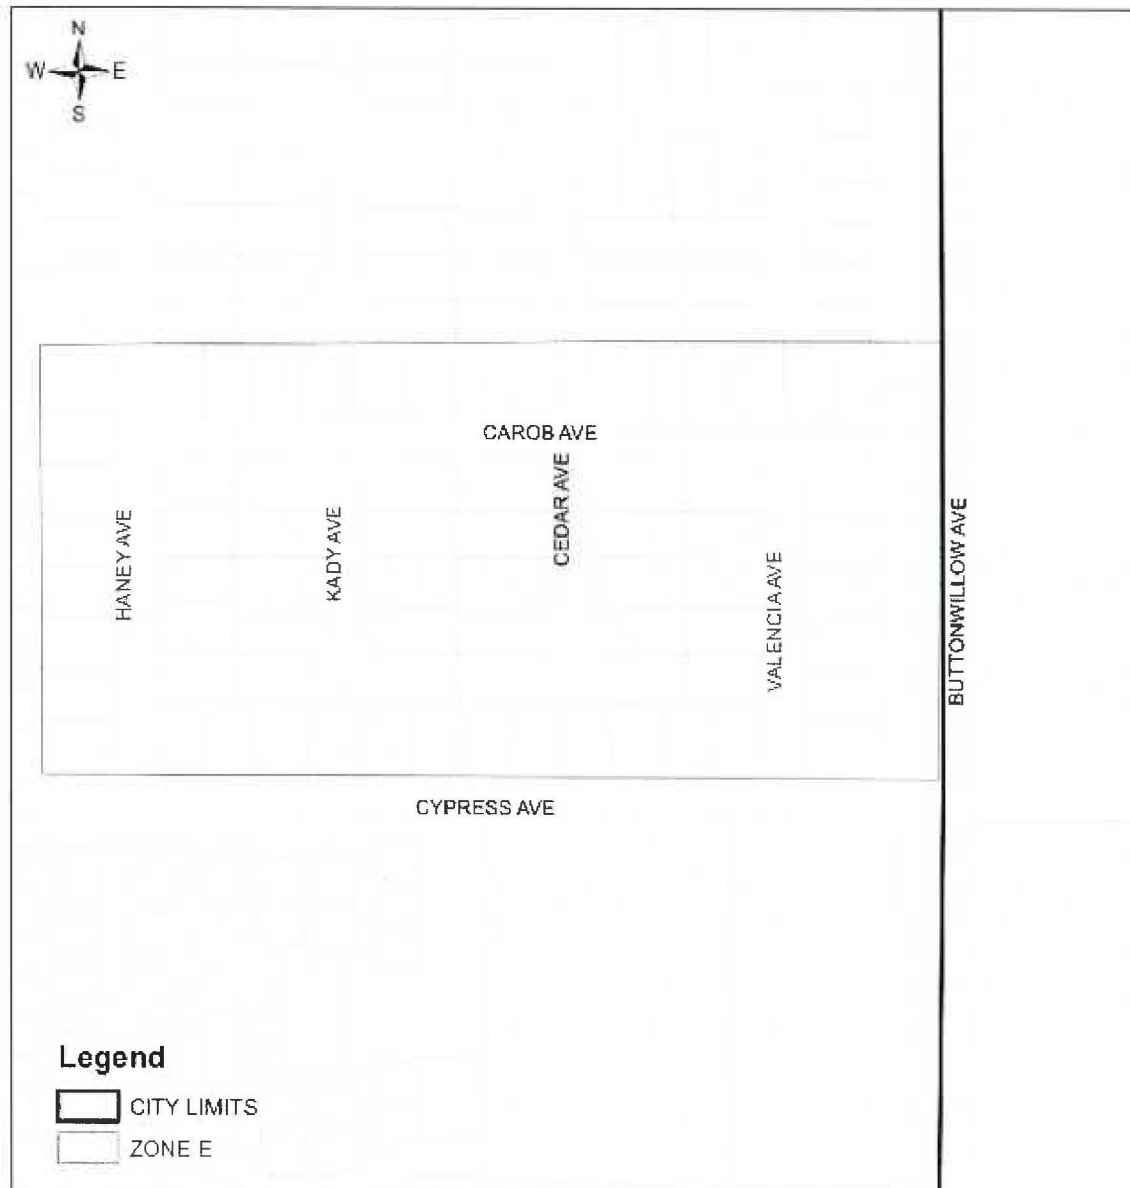 N
W E
S
CAROB AVE
CEDAR AVE
HANEY AVE
KADY AVE
VALENCIA AVE
BUTTONWILLOW AVE
CYPRESS AVE
Legend
CITY LIMITS
ZONE E